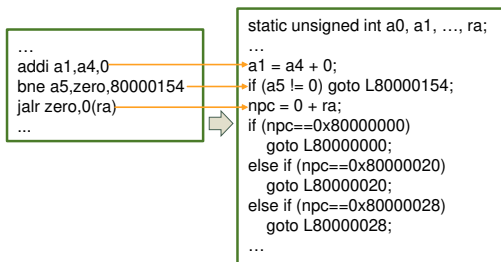 ...
addi a1,a4,0
bne a5,zero,80000154
jalr zero,0(ra)
...
static unsigned int a0, a1, …, ra;
…
a1 = a4 + 0;
if (a5 != 0) goto L80000154;
npc = 0 + ra;
if (npc==0x80000000)
goto L80000000;
else if (npc==0x80000020)
goto L80000020;
else if (npc==0x80000028)
goto L80000028;
…